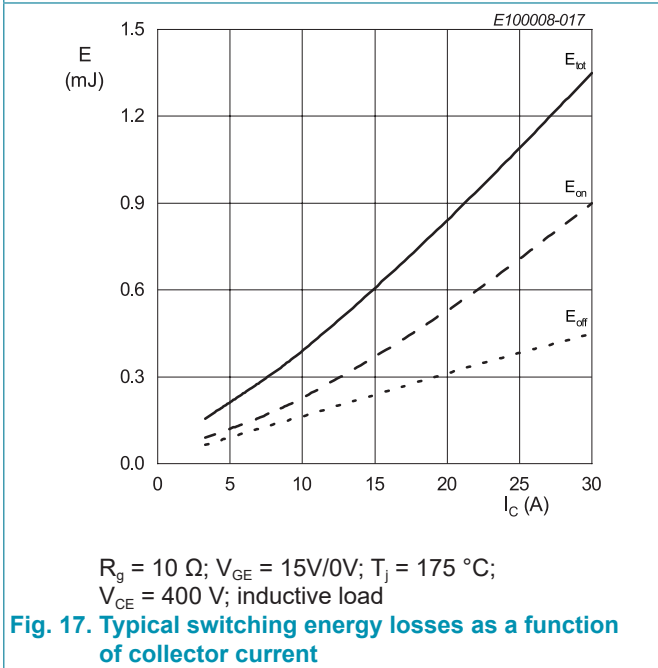 E100008-017
E
(mJ)
1.5
1.2
0.9
0.6
0.3
0.0
E_tot
E_on
E_off
0 5 10 15 20 25 30
I_C (A)
R_g = 10 Ω; V_GE = 15V/0V; T_j = 175 °C;
V_CE = 400 V; inductive load
Fig. 17. Typical switching energy losses as a function
of collector current